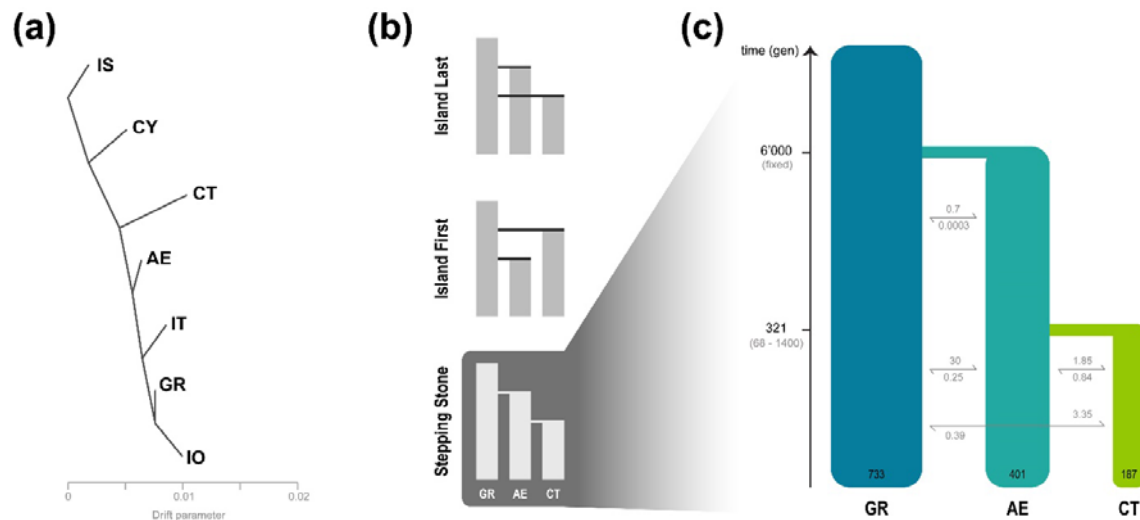 (a)
IS
CY
CT
AE
IT
GR
IO
0
0.01
0.02
Drift parameter
(b)
Island Last
Island First
Stepping Stone
GR AE CT
(c)
time (gen)
6'000
(fixed)
321
(68 - 1400)
0.7
0.0003
30
0.25
1.85
0.64
3.35
0.39
733
401
187
GR
AE
CT